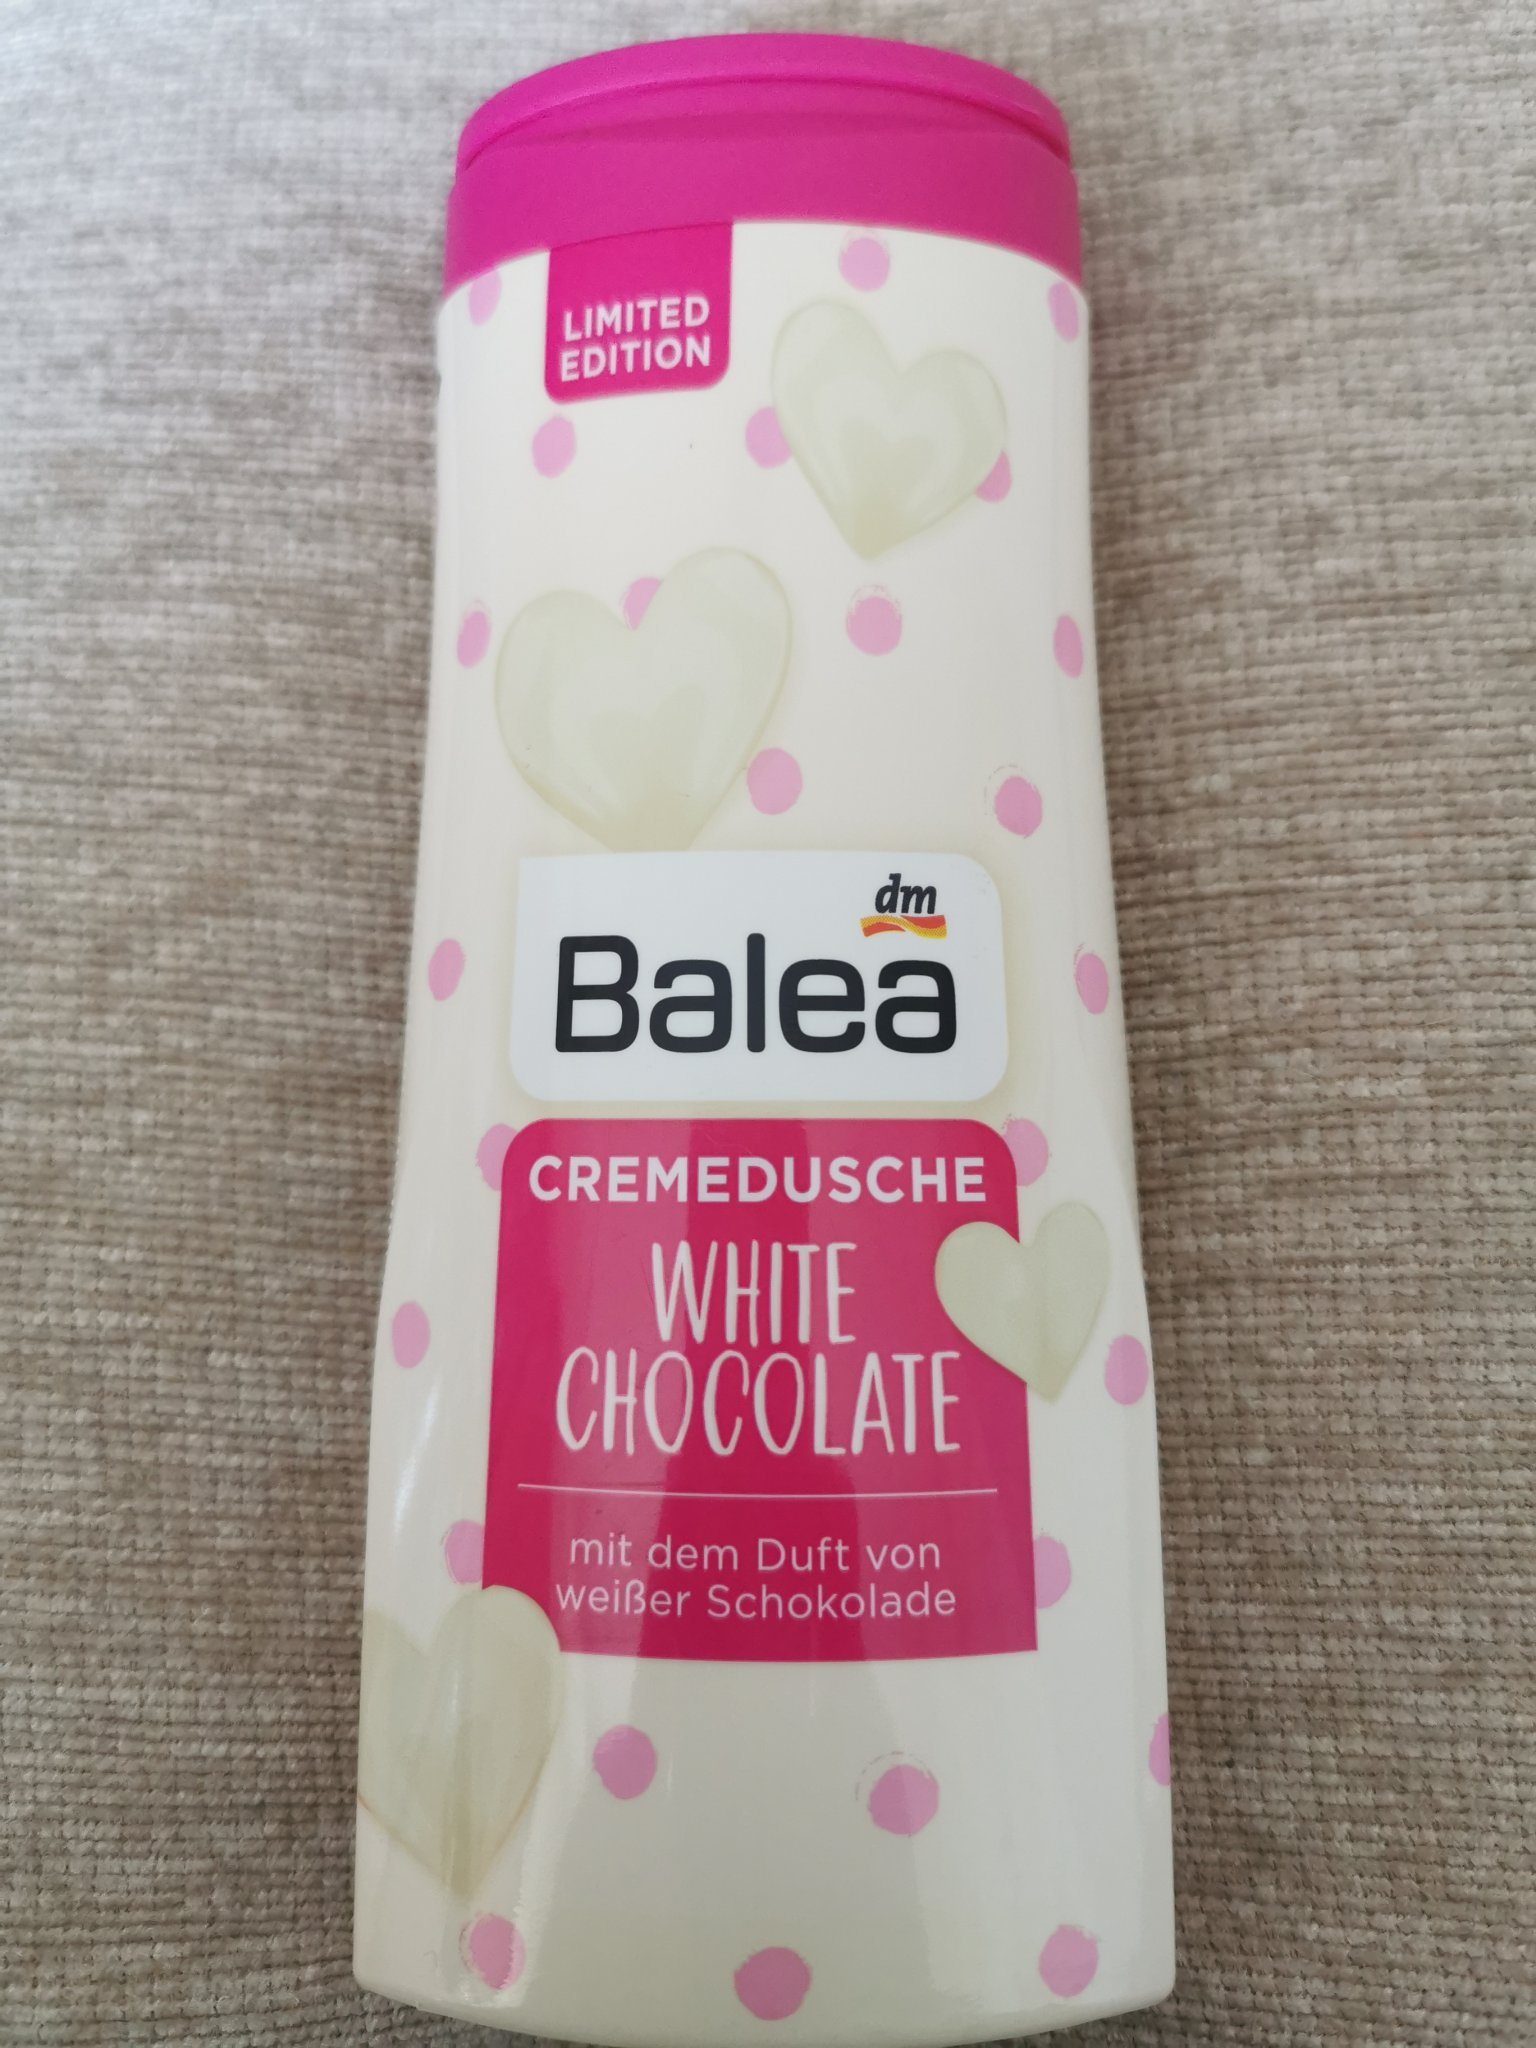 LIMITED
EDITION
dm
Balea
CREMEDUSCHE
WHITE
CHOCOLATE
mit dem Duft von
weißer Schokolade